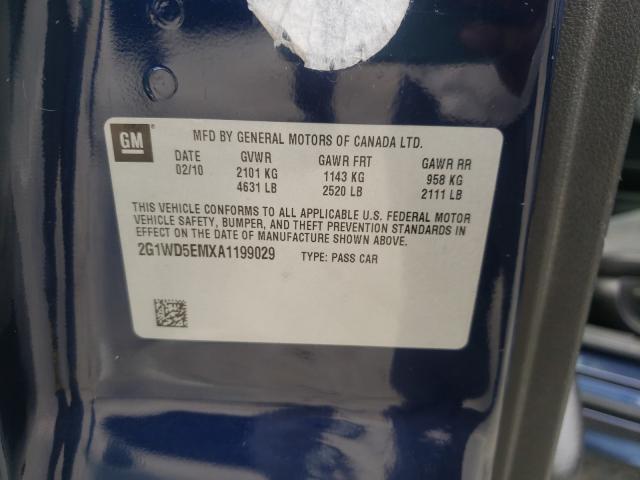 GM
MFD BY GENERAL MOTORS OF CANADA LTD.
DATE GVWR GAWR FRT GAWR RR
02/10 2101 KG 1143 KG 958 KG
4631 LB 2520 LB 2111 LB
THIS VEHICLE CONFORMS TO ALL APPLICABLE U.S. FEDERAL MOTOR
VEHICLE SAFETY, BUMPER, AND THEFT PREVENTION STANDARDS IN
EFFECT ON THE DATE OF MANUFACTURE SHOWN ABOVE.
2G1WD5EMXA1199029 TYPE: PASS CAR